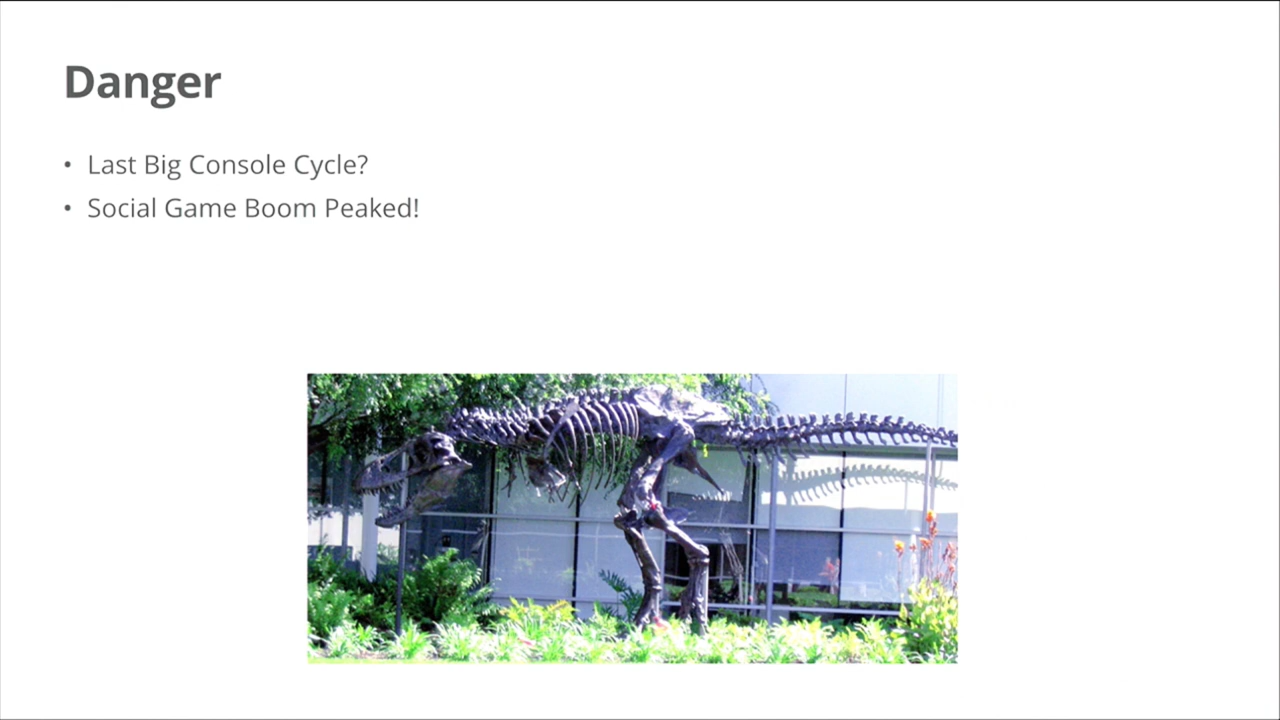 Danger
• Last Big Console Cycle?
• Social Game Boom Peaked!